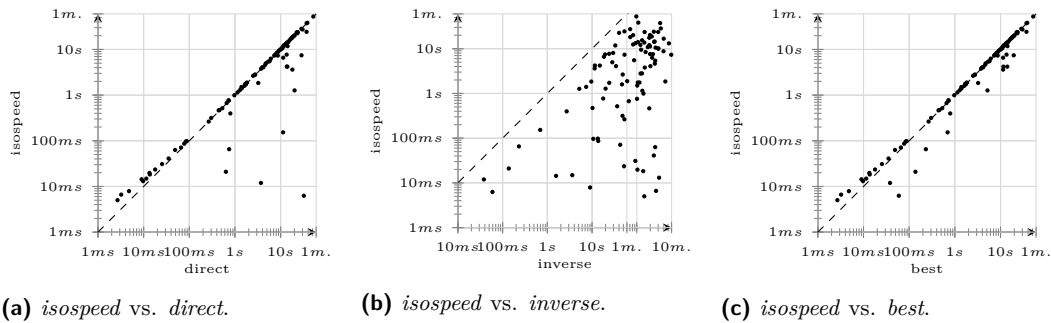 1m.
10s
1s
100ms
10ms
1ms
isospeed
1ms 10ms 100ms 1s 10s 1m.
direct
(a) isospeed vs. direct.
1m.
10s
1s
100ms
10ms
1ms
isospeed
10ms 100ms 1s 10s 1m. 10m.
inverse
(b) isospeed vs. inverse.
1m.
10s
1s
100ms
10ms
1ms
isospeed
1ms 10ms 100ms 1s 10s 1m.
best
(c) isospeed vs. best.